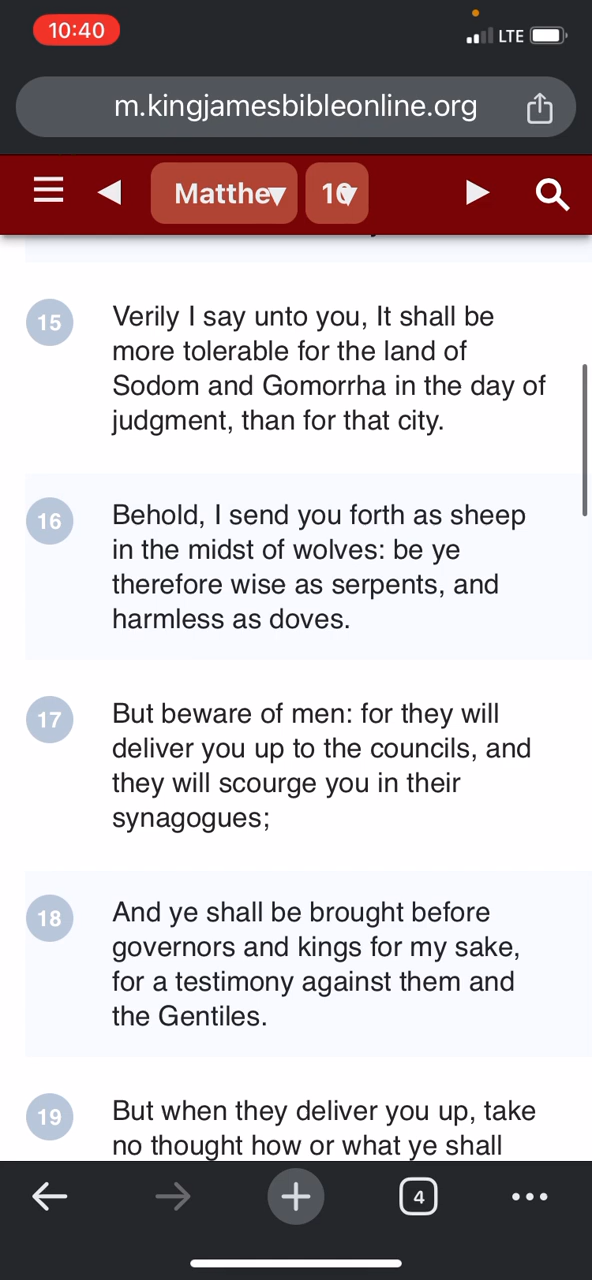 10:40
LTE
m.kingjamesbibleonline.org
Matthe
10
15
Verily I say unto you, It shall be
more tolerable for the land of
Sodom and Gomorrha in the day of
judgment, than for that city.
16
Behold, I send you forth as sheep
in the midst of wolves: be ye
therefore wise as serpents, and
harmless as doves.
17
But beware of men: for they will
deliver you up to the councils, and
they will scourge you in their
synagogues;
18
And ye shall be brought before
governors and kings for my sake,
for a testimony against them and
the Gentiles.
19
But when they deliver you up, take
no thought how or what ye shall
4